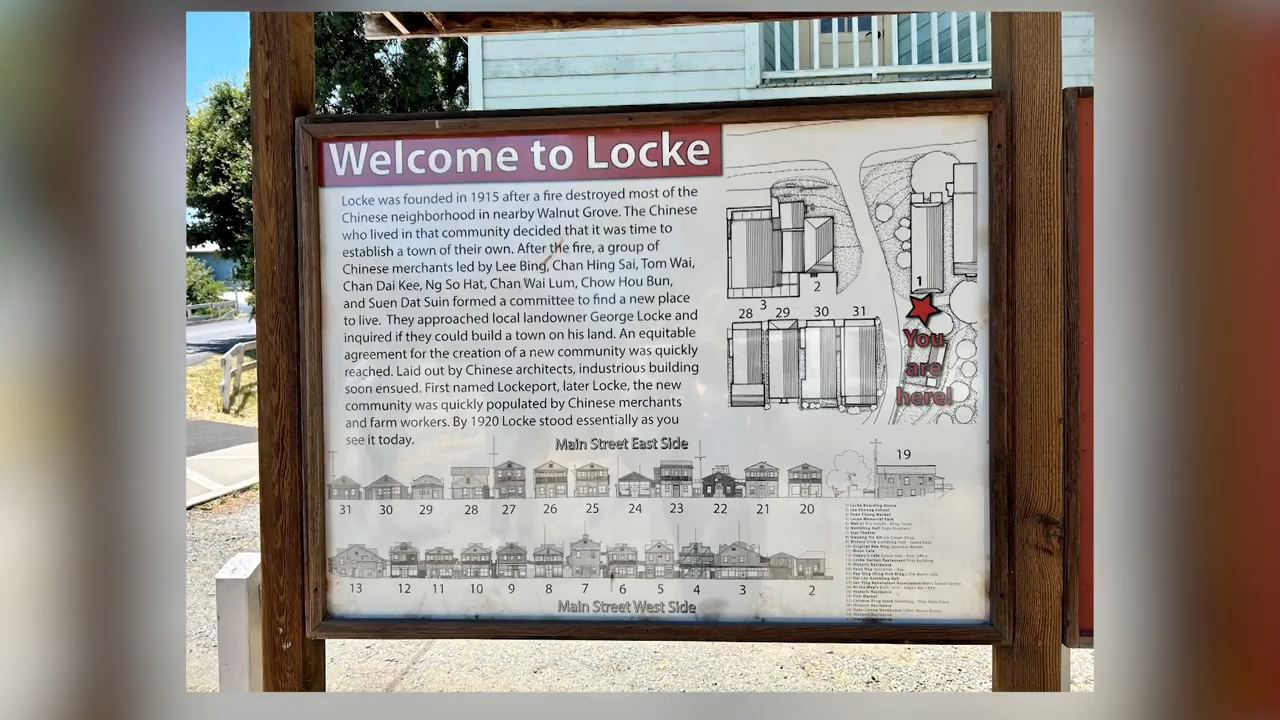 Welcome to Locke
Locke was founded in 1915 after a fire destroyed most of the
Chinese neighborhood in nearby Walnut Grove. The Chinese
who lived in that community decided that it was time to
establish a town of their own. After the fire, a group of
Chinese merchants led by Lee Bing, Chan Hing Sai, Tom Wai,
Chan Dai Kee, Ng So Hat, Chan Wai Lum, Chow Hou Bun,
and Suen Dat Suin formed a committee to find a new place
to live. They approached local landowner George Locke and
inquired if they could build a town on his land. An equitable
agreement for the creation of a new community was quickly
reached. Laid out by Chinese architects, industrious building
soon ensued. First named Lockeport, later Locke, the new
community was quickly populated by Chinese merchants
and farm workers. By 1920 Locke stood essentially as you
see it today.
1
2
3
28 29 30 31
You
are
here!
Main Street East Side
19
31 30 29 28 27 26 25 24 23 22 21 20
13 12 11 10 9 8 7 6 5 4 3 2
Main Street West Side